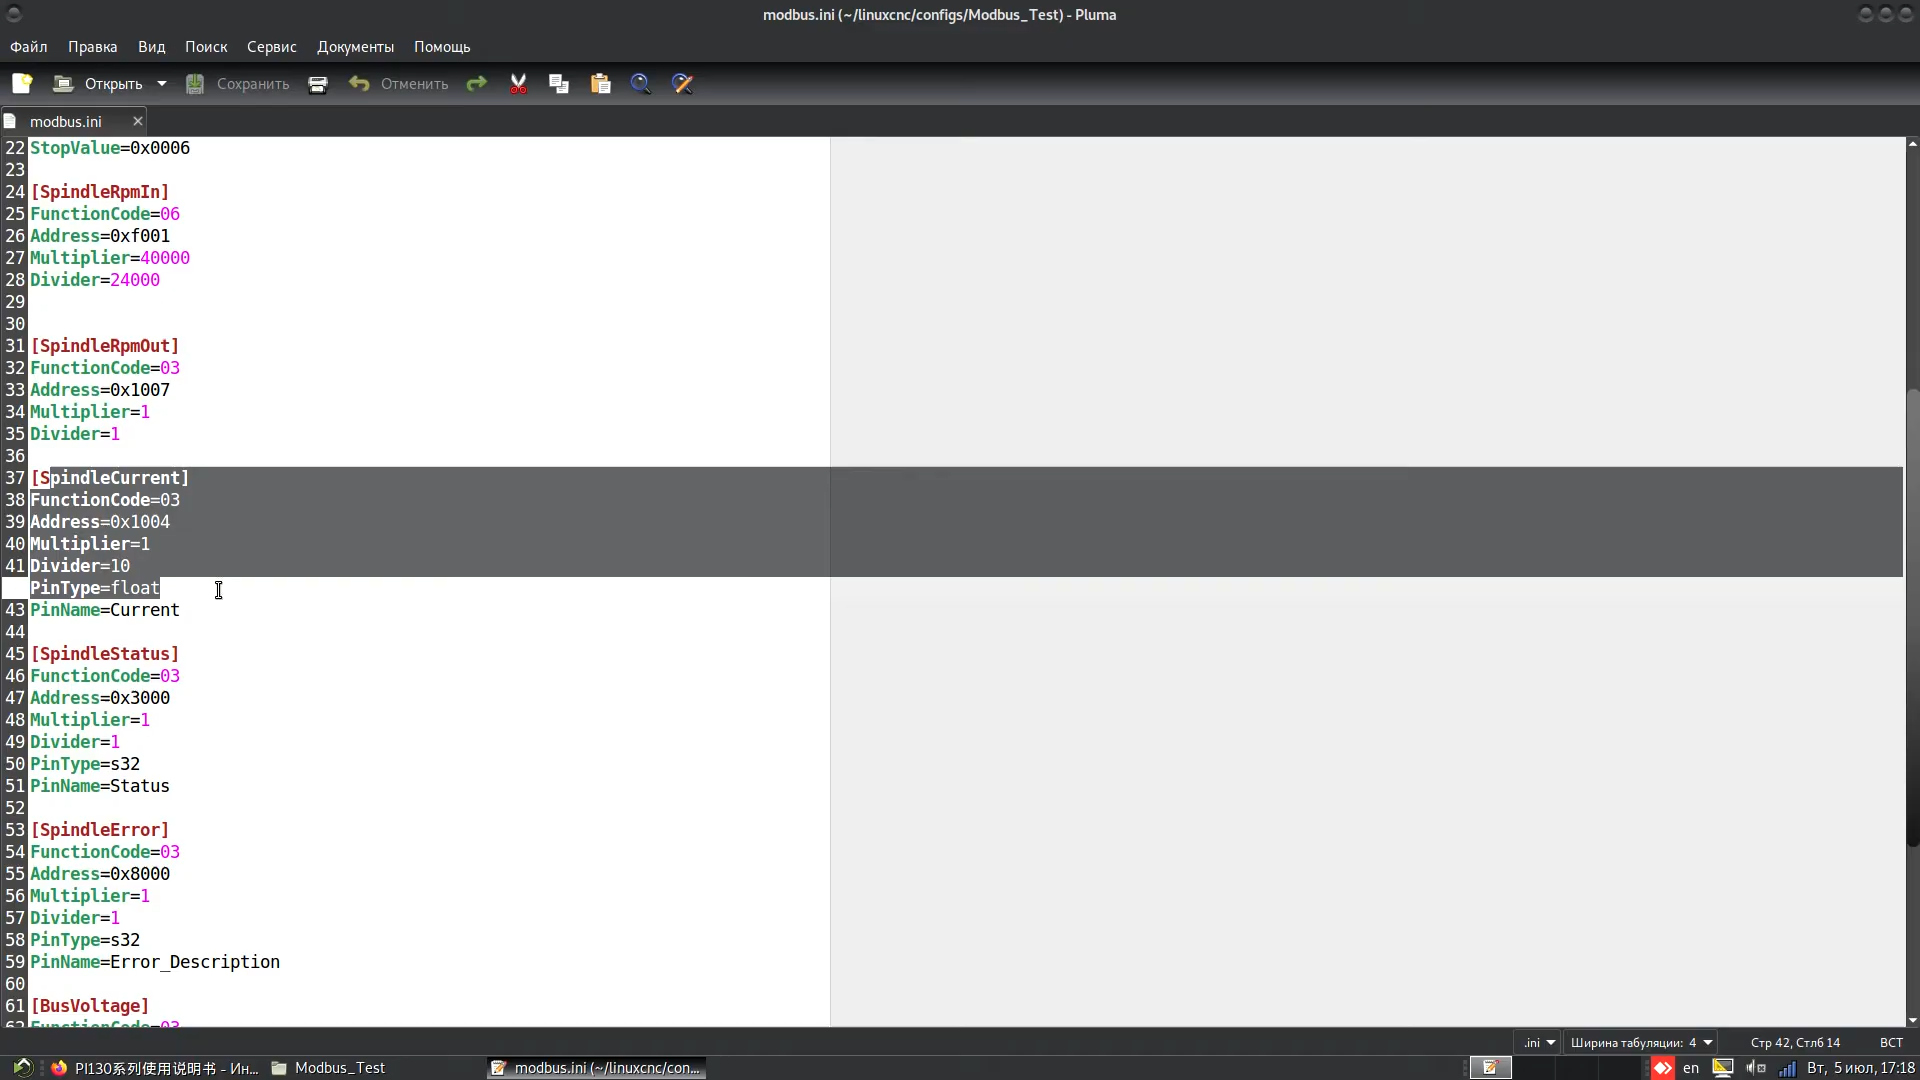 modbus.ini (~/linuxcnc/configs/Modbus_Test) - Pluma
Файл Правка Вид Поиск Сервис Документы Помощь
Открыть Сохранить Отменить
modbus.ini
22 StopValue=0x0006
23
24 [SpindleRpmIn]
25 FunctionCode=06
26 Address=0xf001
27 Multiplier=40000
28 Divider=24000
29
30
31 [SpindleRpmOut]
32 FunctionCode=03
33 Address=0x1007
34 Multiplier=1
35 Divider=1
36
37 [SpindleCurrent]
38 FunctionCode=03
39 Address=0x1004
40 Multiplier=1
41 Divider=10
PinType=float
43 PinName=Current
44
45 [SpindleStatus]
46 FunctionCode=03
47 Address=0x3000
48 Multiplier=1
49 Divider=1
50 PinType=s32
51 PinName=Status
52
53 [SpindleError]
54 FunctionCode=03
55 Address=0x8000
56 Multiplier=1
57 Divider=1
58 PinType=s32
59 PinName=Error_Description
60
61 [BusVoltage]
62 FunctionCode=03
.ini Ширина табуляции: 4 Стр 42, Стлб 14 ВСТ
PI130系列使用说明书 - Ин... Modbus_Test modbus.ini (~/linuxcnc/con... en Вт, 5 июл, 17:18